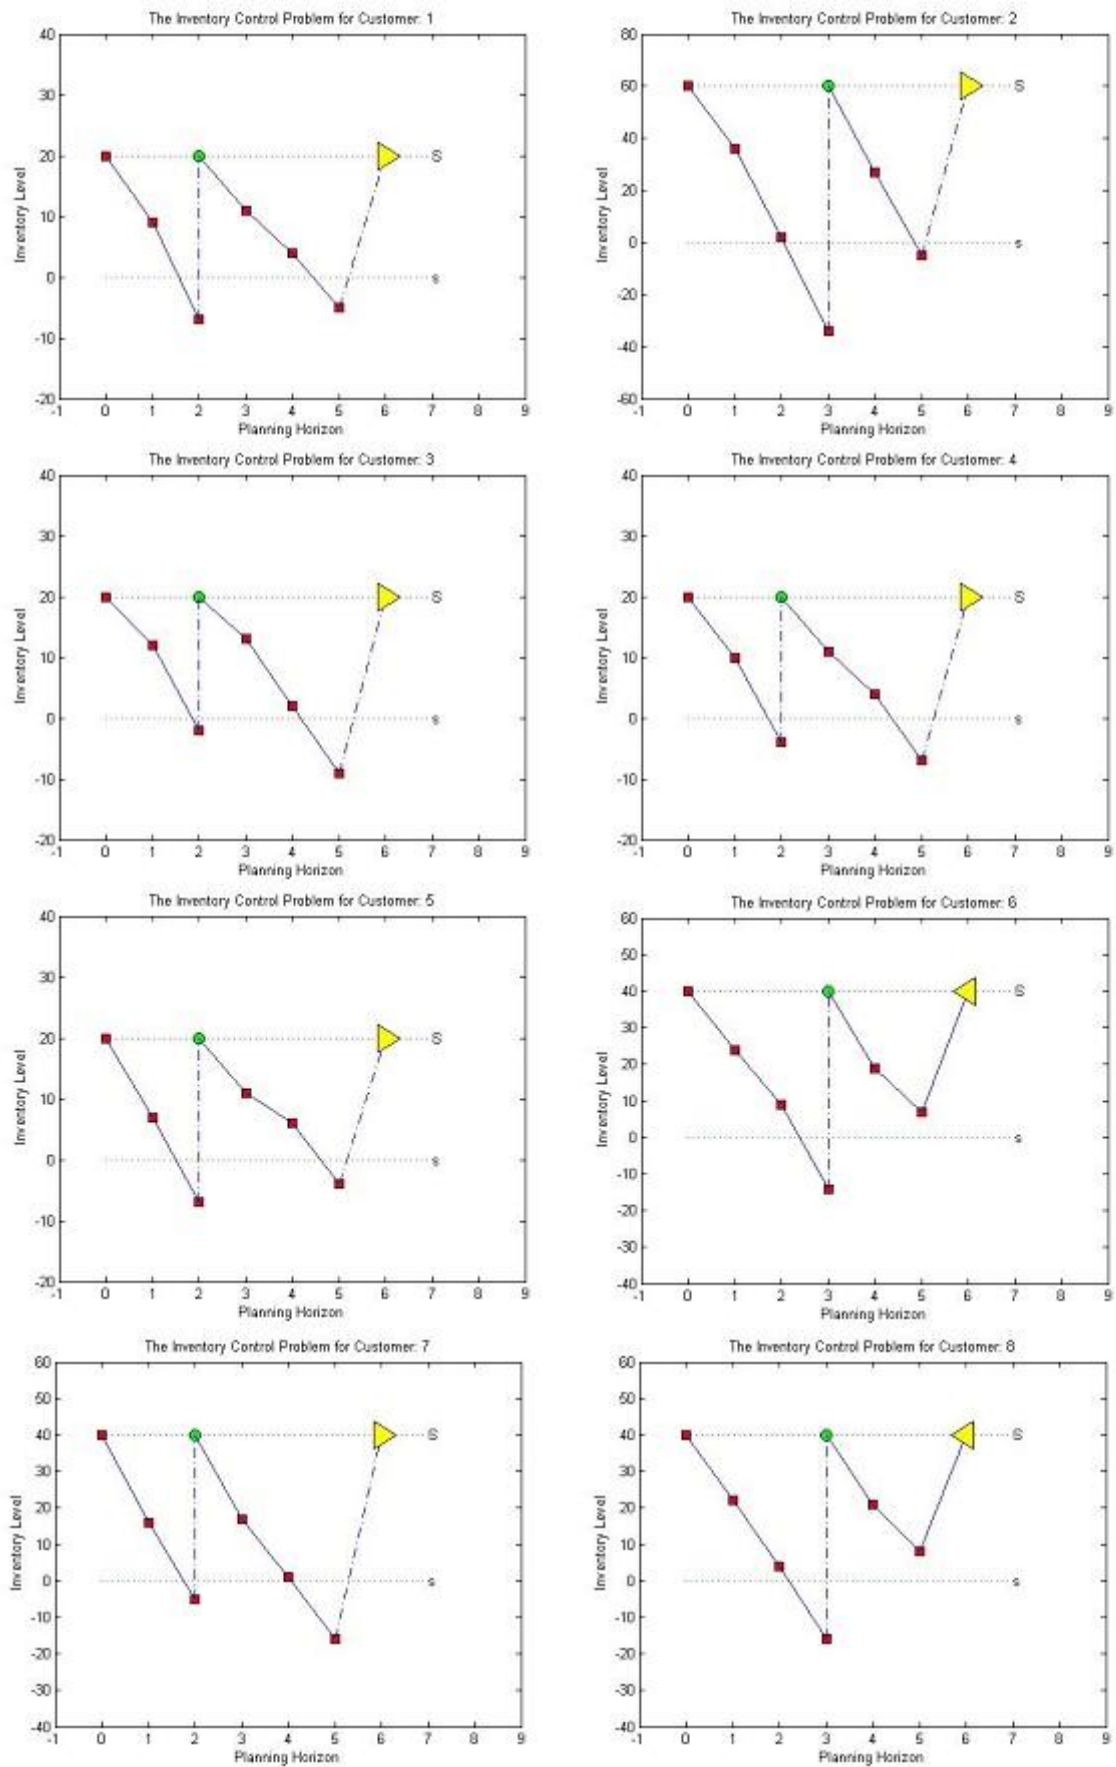 The Inventory Control Problem for Customer: 1
40
30
20
10
0
-10
-20
Inventory Level
S
s
-1 0 1 2 3 4 5 6 7 8 9
Planning Horizon
The Inventory Control Problem for Customer: 2
80
60
40
20
0
-20
-40
-60
Inventory Level
S
s
-1 0 1 2 3 4 5 6 7 8 9
Planning Horizon
The Inventory Control Problem for Customer: 3
40
30
20
10
0
-10
-20
Inventory Level
S
s
-1 0 1 2 3 4 5 6 7 8 9
Planning Horizon
The Inventory Control Problem for Customer: 4
40
30
20
10
0
-10
-20
Inventory Level
S
s
-1 0 1 2 3 4 5 6 7 8 9
Planning Horizon
The Inventory Control Problem for Customer: 5
40
30
20
10
0
-10
-20
Inventory Level
S
s
-1 0 1 2 3 4 5 6 7 8 9
Planning Horizon
The Inventory Control Problem for Customer: 6
60
50
40
30
20
10
0
-10
-20
-30
-40
Inventory Level
S
s
-1 0 1 2 3 4 5 6 7 8 9
Planning Horizon
The Inventory Control Problem for Customer: 7
60
50
40
30
20
10
0
-10
-20
-30
-40
Inventory Level
S
s
-1 0 1 2 3 4 5 6 7 8 9
Planning Horizon
The Inventory Control Problem for Customer: 8
60
50
40
30
20
10
0
-10
-20
-30
-40
Inventory Level
S
s
-1 0 1 2 3 4 5 6 7 8 9
Planning Horizon